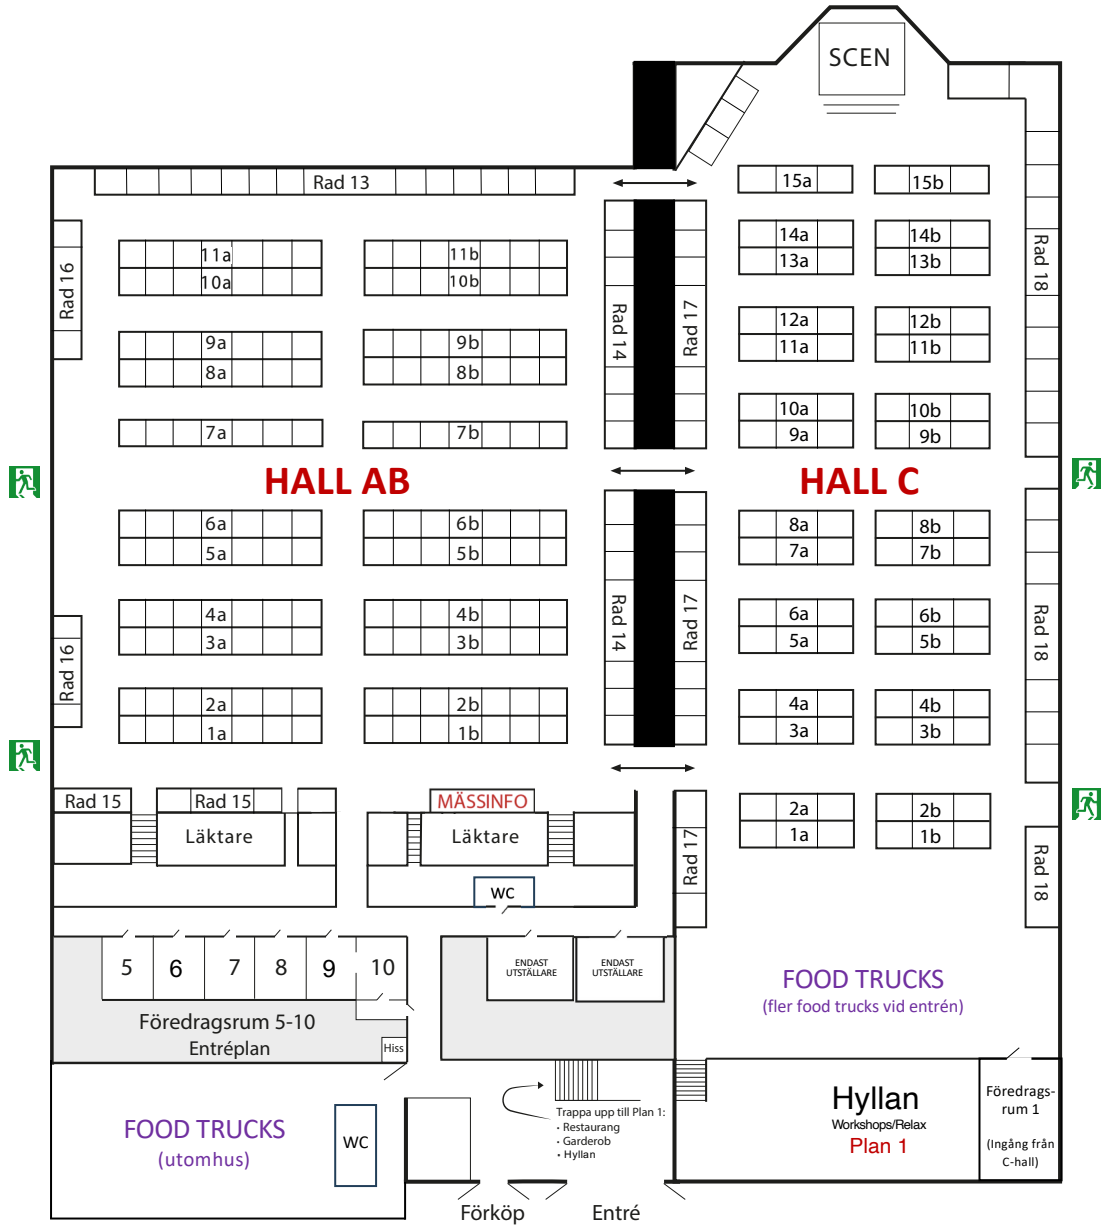 SCEN
Rad 13
15a
15b
14a
14b
13a
13b
Rad 18
Rad 16
11a
11b
10a
10b
Rad 14
Rad 17
12a
12b
11a
11b
9a
9b
8a
8b
10a
10b
9a
9b
7a
7b
HALL AB
HALL C
6a
6b
5a
5b
8a
8b
7a
7b
4a
4b
3a
3b
Rad 14
Rad 17
6a
6b
5a
5b
Rad 18
Rad 16
2a
2b
1a
1b
4a
4b
3a
3b
Rad 15
Rad 15
MÄSSINFO
2a
2b
1a
1b
Läktare
Läktare
Rad 17
Rad 18
WC
5
6
7
8
9
10
ENDAST
UTSTÄLLARE
ENDAST
UTSTÄLLARE
FOOD TRUCKS
(fler food trucks vid entrén)
Föredragsrum 5-10
Entréplan
Hiss
FOOD TRUCKS
(utomhus)
WC
Trappa upp till Plan 1:
• Restaurang
• Garderob
• Hyllan
Hyllan
Workshops/Relax
Plan 1
Föredrags-
rum 1
(Ingång från
C-hall)
Förköp
Entré